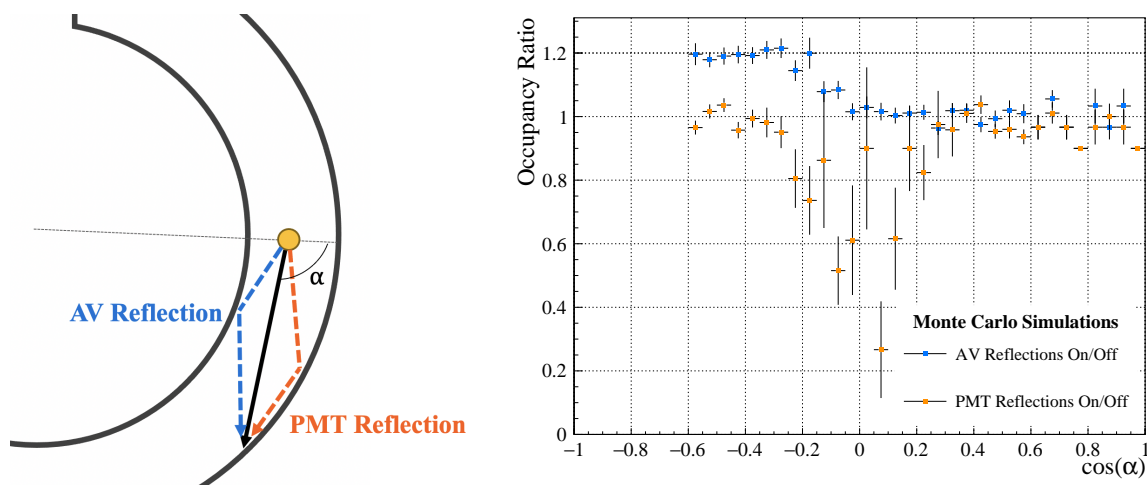 α
AV Reflection
PMT Reflection
Occupancy Ratio
1.2
1
0.8
0.6
0.4
0.2
0
Monte Carlo Simulations
AV Reflections On/Off
PMT Reflections On/Off
−1 −0.8 −0.6 −0.4 −0.2 0 0.2 0.4 0.6 0.8 1
cos(α)